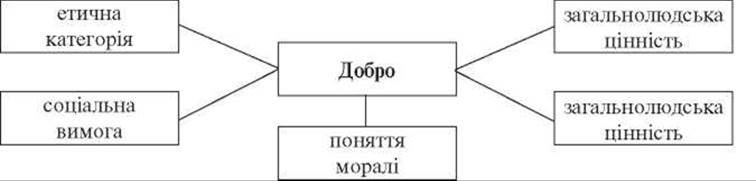 етична
категорія
соціальна
вимога
Добро
поняття
моралі
загальнолюдська
цінність
загальнолюдська
цінність